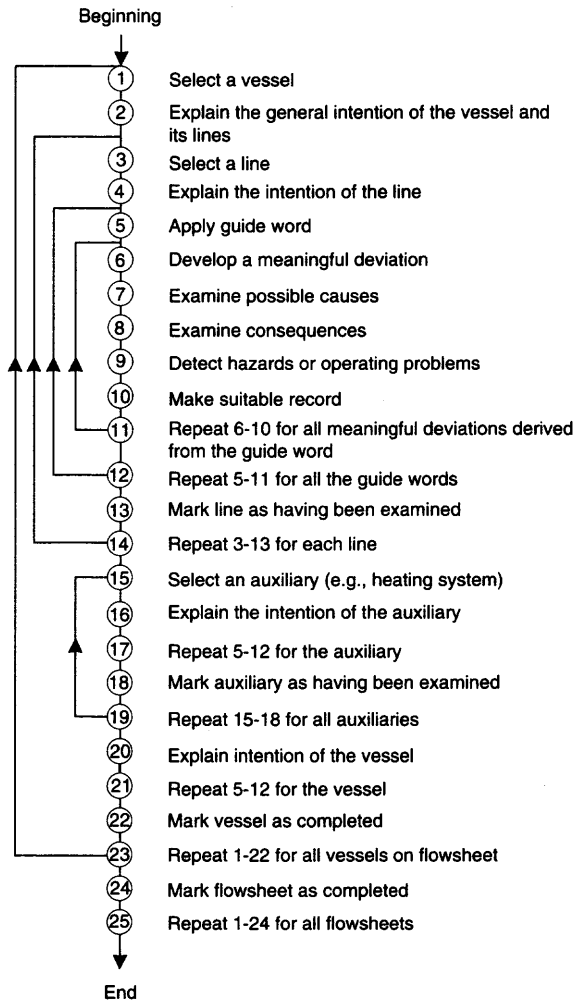 Beginning
1 Select a vessel
2 Explain the general intention of the vessel and
its lines
3 Select a line
4 Explain the intention of the line
5 Apply guide word
6 Develop a meaningful deviation
7 Examine possible causes
8 Examine consequences
9 Detect hazards or operating problems
10 Make suitable record
11 Repeat 6-10 for all meaningful deviations derived
from the guide word
12 Repeat 5-11 for all the guide words
13 Mark line as having been examined
14 Repeat 3-13 for each line
15 Select an auxiliary (e.g., heating system)
16 Explain the intention of the auxiliary
17 Repeat 5-12 for the auxiliary
18 Mark auxiliary as having been examined
19 Repeat 15-18 for all auxiliaries
20 Explain intention of the vessel
21 Repeat 5-12 for the vessel
22 Mark vessel as completed
23 Repeat 1-22 for all vessels on flowsheet
24 Mark flowsheet as completed
25 Repeat 1-24 for all flowsheets
End